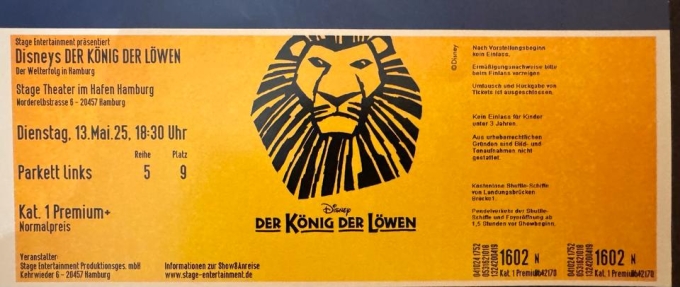 Stage Entertainment präsentiert
Disneys DER KÖNIG DER LÖWEN
Der Welterfolg in Hamburg
Stage Theater im Hafen Hamburg
Norderelbstrasse 6 - 20457 Hamburg
Dienstag, 13.Mai.25, 18:30 Uhr
Reihe Platz
Parkett links 5 9
Kat. 1 Premium+
Normalpreis
Veranstalter
Stage Entertainment Produktionsges. mbH
Kehrwieder 6 - 20457 Hamburg
Informationen zur Show&Anreise
www.stage-entertainment.de
©Disney
Disney
DER KÖNIG DER LÖWEN
Nach Vorstellungsbeginn
kein Einlass.
Ermäßigungsnachweise bitte
beim Einlass vorzeigen
Umtausch und Rückgabe von
Tickets ist ausgeschlossen.
Kein Einlass für Kinder
unter 3 Jahren.
Aus urheberrechtlichen
Gründen sind Bild- und
Tonaufnahmen nicht
gestattet.
Kostenlose Shuttle-Schiffe
von Landungsbrücken
Pendelverkehr der Shuttle-
Schiffe und Foyeröffnung ab
1,5 Stunden vor Showbeginn.
1602 N
Kat. 1 Premium
1602 N
Kat. 1 Premium